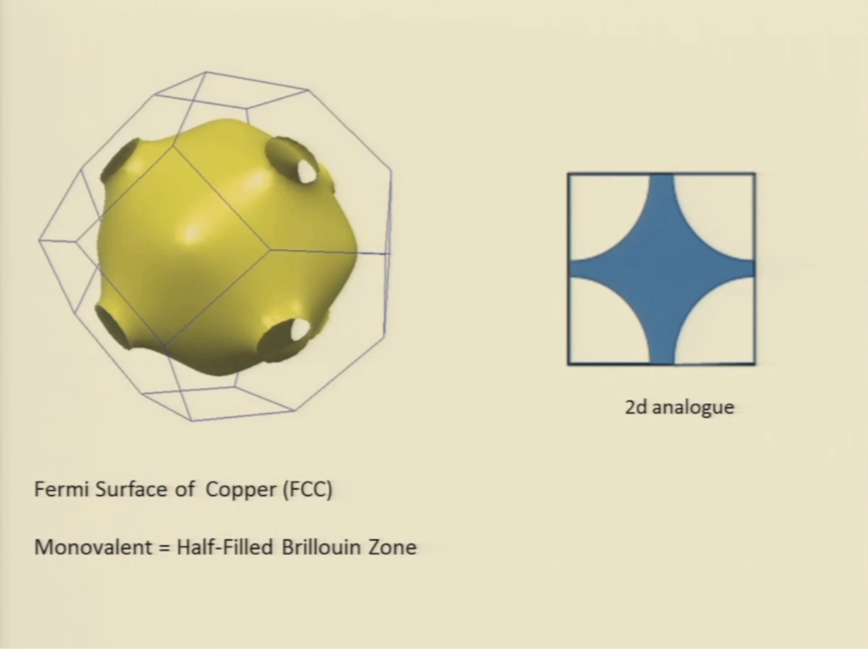 2d analogue
Fermi Surface of Copper (FCC)
Monovalent = Half-Filled Brillouin Zone